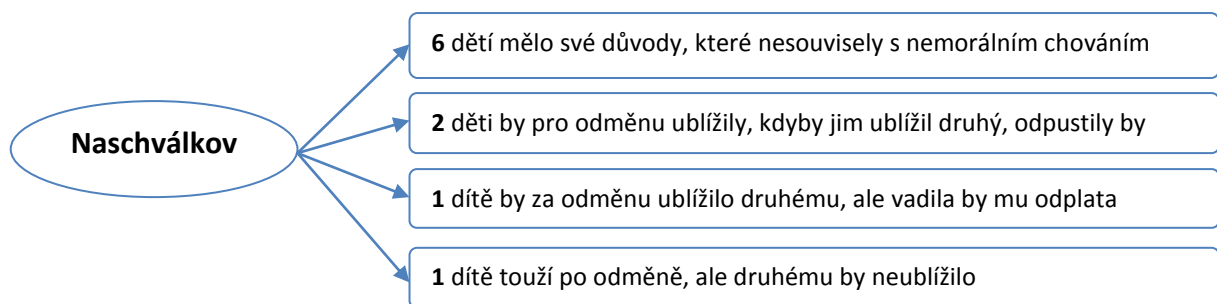 6 dětí mělo své důvody, které nesouvisely s nemorálním chováním
Naschválkov
2 děti by pro odměnu ublížily, kdyby jim ublížil druhý, odpustily by
1 dítě by za odměnu ublížilo druhému, ale vadila by mu odplata
1 dítě touží po odměně, ale druhému by neublížilo